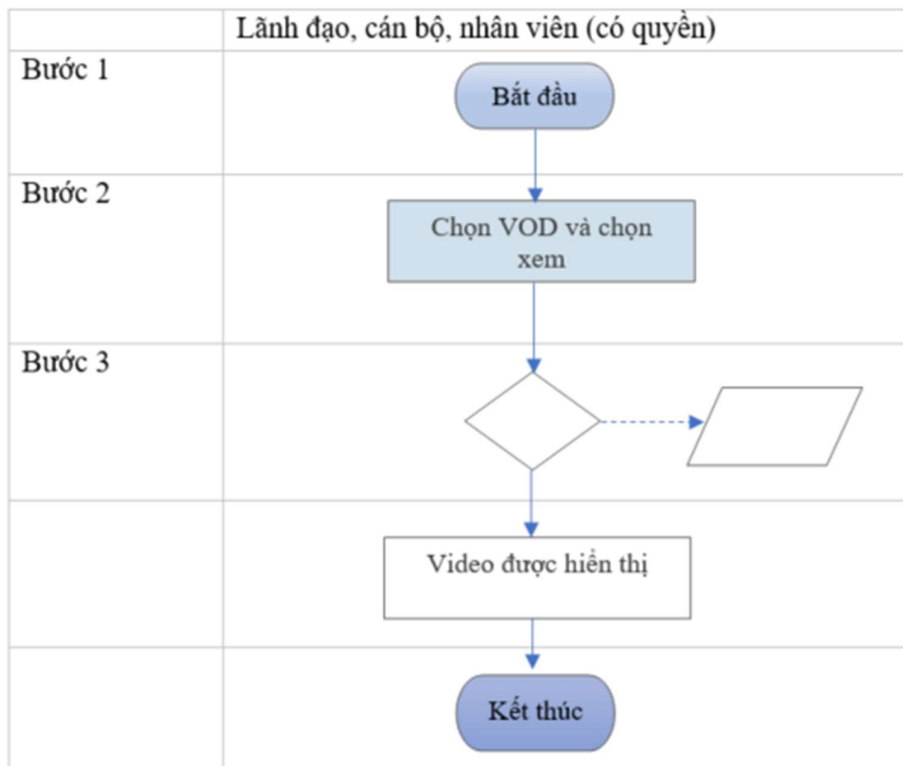 Lãnh đạo, cán bộ, nhân viên (có quyền)
Bước 1
Bắt đầu
Bước 2
Chọn VOD và chọn
xem
Bước 3
Video được hiển thị
Kết thúc